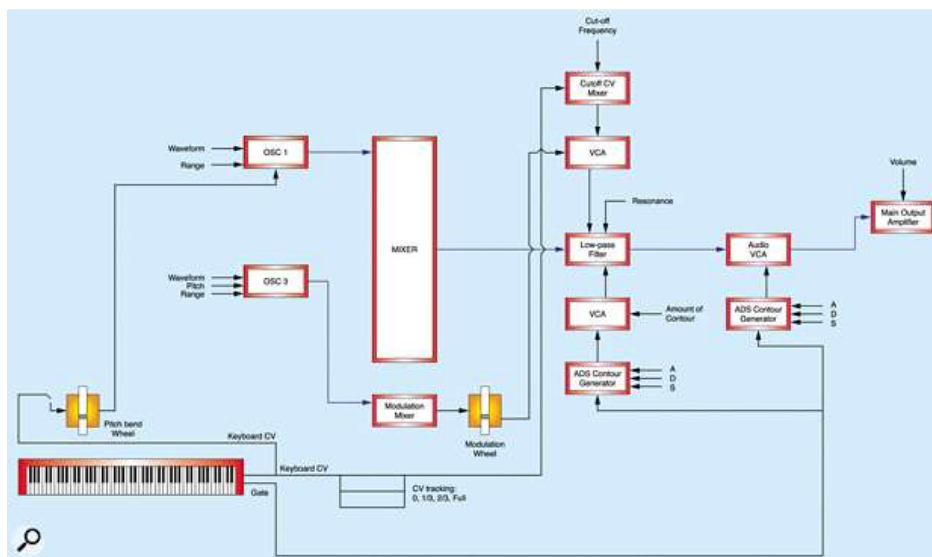 Cut-off
Frequency
Cutoff CV
Mixer
Waveform
Range
OSC 1
VCA
Volume
Resonance
Main Output
Amplifier
MIXER
Low-pass
Filter
Audio
VCA
Waveform
Pitch
Range
OSC 3
VCA
Amount of
Contour
ADS Contour
Generator
A
D
S
ADS Contour
Generator
A
D
S
Modulation
Mixer
Pitch bend
Wheel
Modulation
Wheel
Keyboard CV
Keyboard CV
CV tracking:
0, 1/3, 2/3, Full
Gate